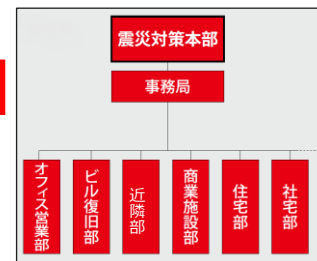 震災対策本部
事務局
オフィス営業部
ビル復旧部
近隣部
商業施設部
住宅部
社宅部